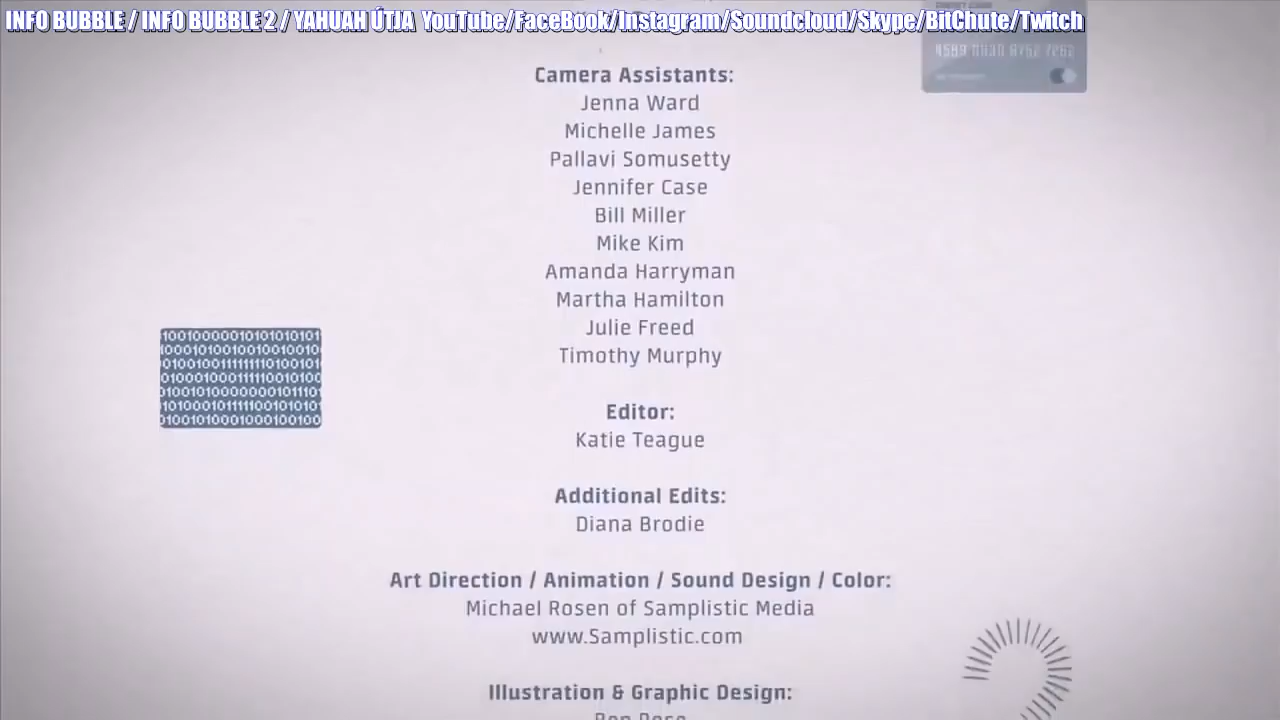 INFO BUBBLE / INFO BUBBLE 2 / YAHUAH ÚTJA YouTube/FaceBook/Instagram/Soundcloud/Skype/BitChute/Twitch
Camera Assistants:
Jenna Ward
Michelle James
Pallavi Somusetty
Jennifer Case
Bill Miller
Mike Kim
Amanda Harryman
Martha Hamilton
Julie Freed
Timothy Murphy
Editor:
Katie Teague
Additional Edits:
Diana Brodie
Art Direction / Animation / Sound Design / Color:
Michael Rosen of Samplistic Media
www.Samplistic.com
Illustration & Graphic Design: